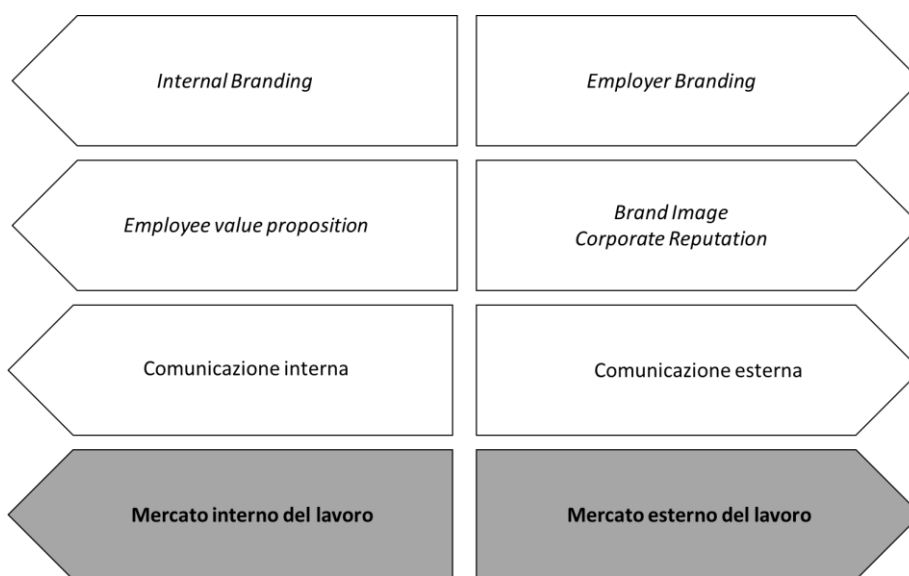 Internal Branding
Employer Branding
Employee value proposition
Brand Image
Corporate Reputation
Comunicazione interna
Comunicazione esterna
Mercato interno del lavoro
Mercato esterno del lavoro